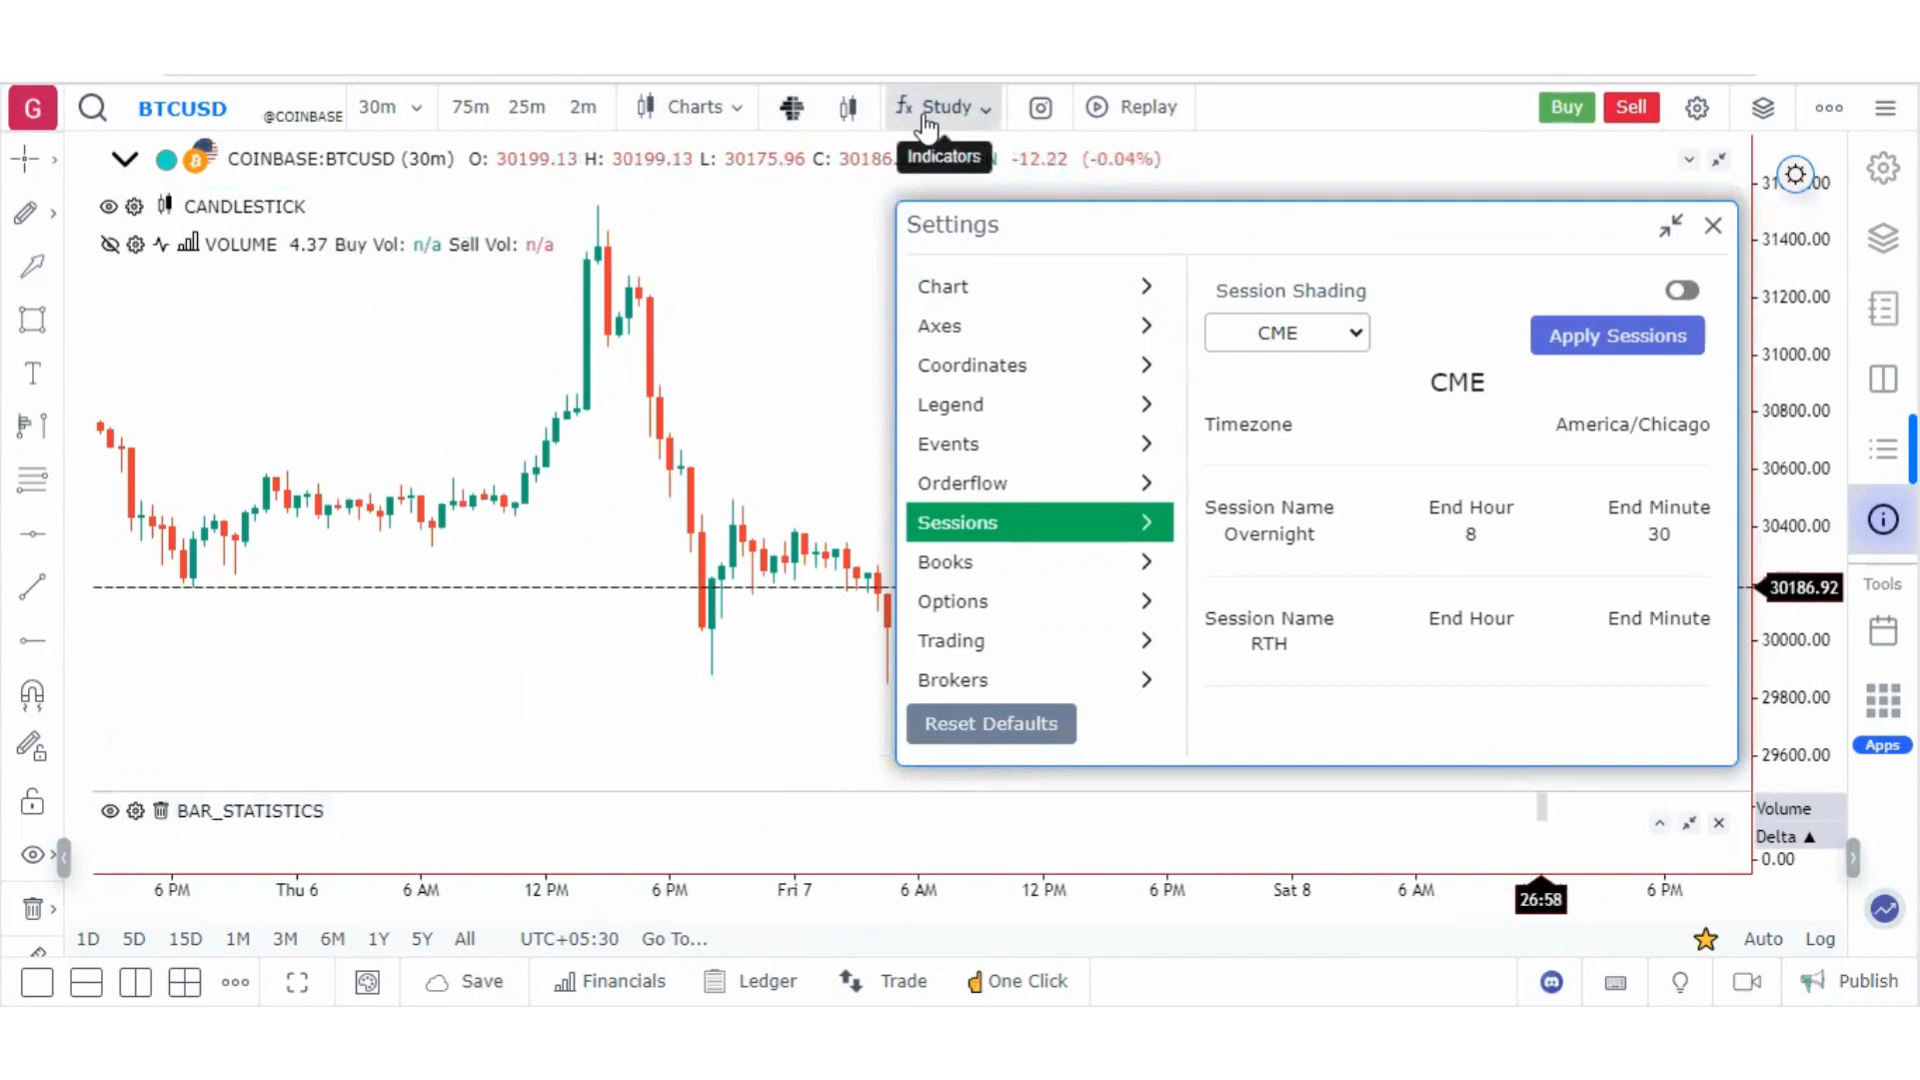 G BTCUSD @COINBASE 30m 75m 25m 2m Charts fx Study Replay Buy Sell
COINBASE:BTCUSD (30m) O: 30199.13 H: 30199.13 L: 30175.96 C: 30186. -12.22 (-0.04%)
Indicators
CANDLESTICK
VOLUME 4.37 Buy Vol: n/a Sell Vol: n/a
Settings
Chart
Axes
Coordinates
Legend
Events
Orderflow
Sessions
Books
Options
Trading
Brokers
Reset Defaults
Session Shading
CME
Apply Sessions
CME
Timezone America/Chicago
Session Name End Hour End Minute
Overnight 8 30
Session Name End Hour End Minute
RTH
31400.00
31200.00
31000.00
30800.00
30600.00
30400.00
30186.92
30000.00
29800.00
29600.00
Tools
Apps
T
BAR_STATISTICS
Volume
Delta ▲
0.00
6 PM Thu 6 6 AM 12 PM 6 PM Fri 7 6 AM 12 PM 6 PM Sat 8 6 AM 26:58 6 PM
1D 5D 15D 1M 3M 6M 1Y 5Y All UTC+05:30 Go To... Auto Log
Save Financials Ledger Trade One Click Publish